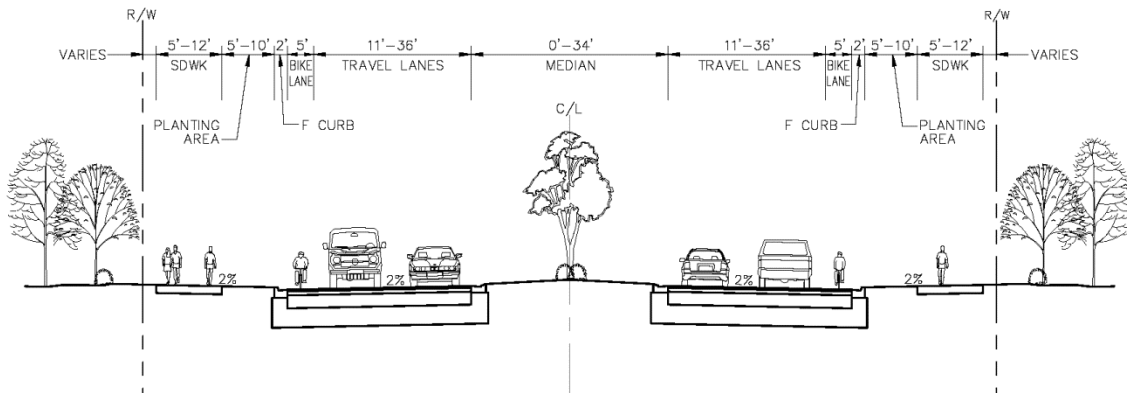 R/W R/W
5'-12' 5'-10' 2' 5' 11'-36' 0'-34' 11'-36' 5' 2' 5'-10' 5'-12'
VARIES SDWK BIKE LANE TRAVEL LANES MEDIAN TRAVEL LANES BIKE LANE SDWK VARIES
C/L
PLANTING AREA F CURB F CURB PLANTING AREA
2% 2% 2% 2%